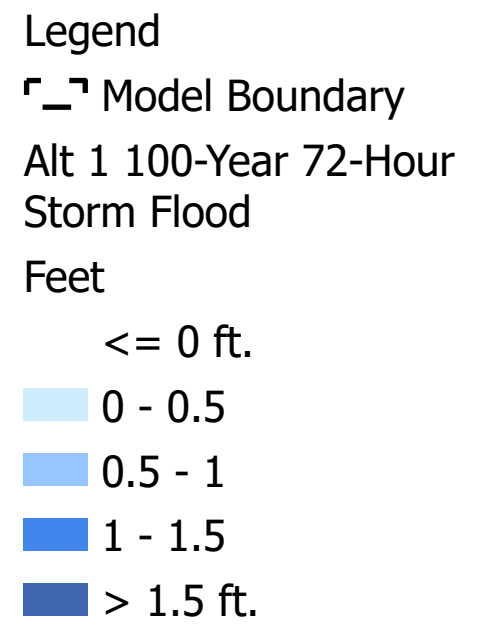 Legend
Model Boundary
Alt 1 100-Year 72-Hour
Storm Flood
Feet
<= 0 ft.
0 - 0.5
0.5 - 1
1 - 1.5
> 1.5 ft.